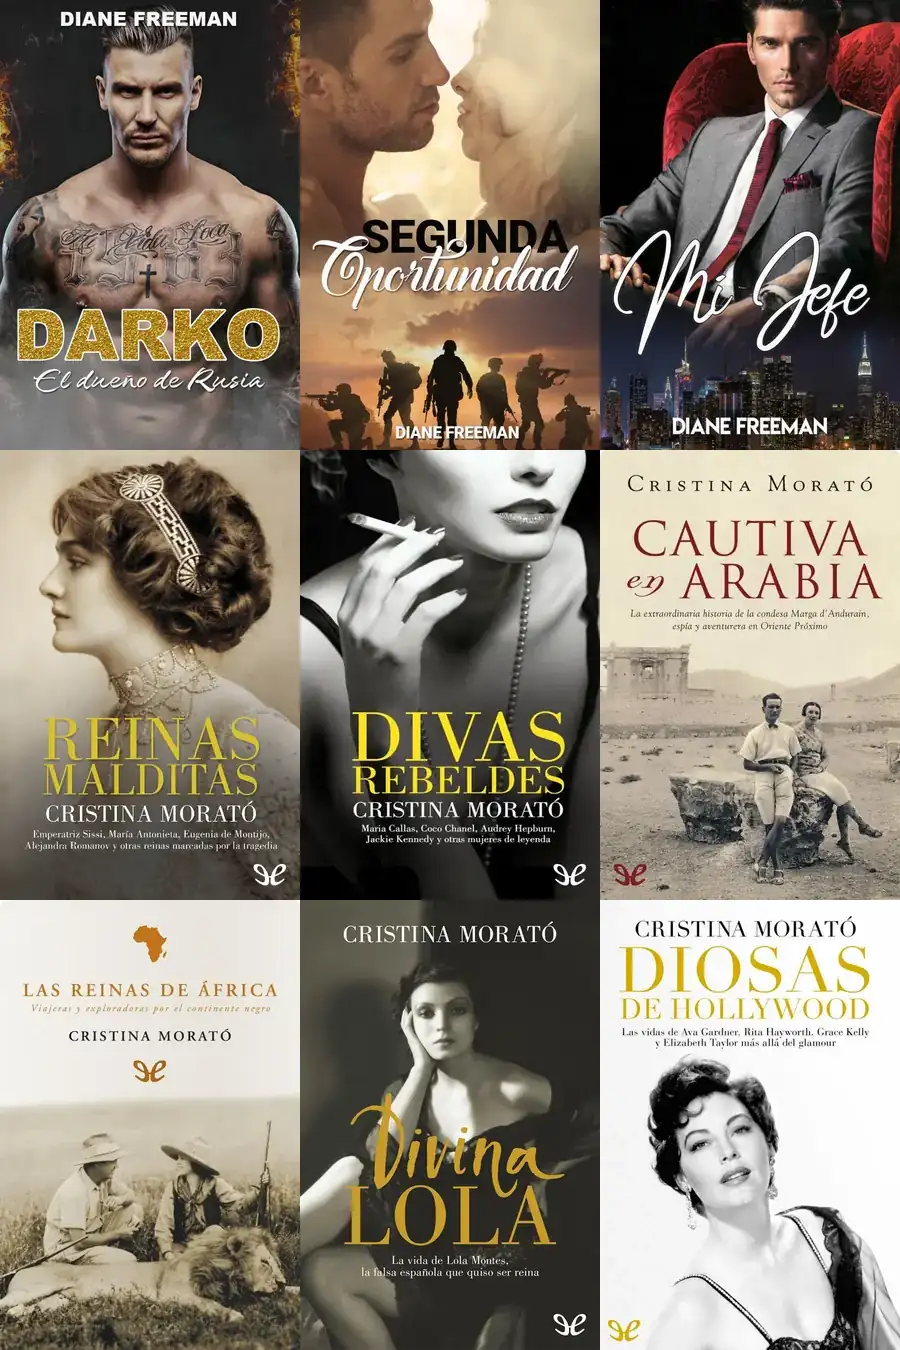 DIANE FREEMAN
DARKO
El dueño de Rusia
SEGUNDA
Oportunidad
DIANE FREEMAN
Mi Jefe
DIANE FREEMAN
REINAS
MALDITAS
CRISTINA MORATÓ
Emperatriz Sissi, María Antonieta, Eugenia de Montijo,
Alejandra Romanov y otras reinas marcadas por la tragedia
DIVAS
REBELDES
CRISTINA MORATÓ
Maria Callas, Coco Chanel, Audrey Hepburn,
Jackie Kennedy y otras mujeres de leyenda
CRISTINA MORATÓ
CAUTIVA
en ARABIA
La extraordinaria historia de la condesa Marga d'Andurain,
espía y aventurera en Oriente Próximo
LAS REINAS DE ÁFRICA
Viajeras y exploradoras por el continente negro
CRISTINA MORATÓ
CRISTINA MORATÓ
Divina
LOLA
La vida de Lola Montes,
la falsa española que quiso ser reina
CRISTINA MORATÓ
DIOSAS
DE HOLLYWOOD
Las vidas de Ava Gardner, Rita Hayworth, Grace Kelly
y Elizabeth Taylor más allá del glamour